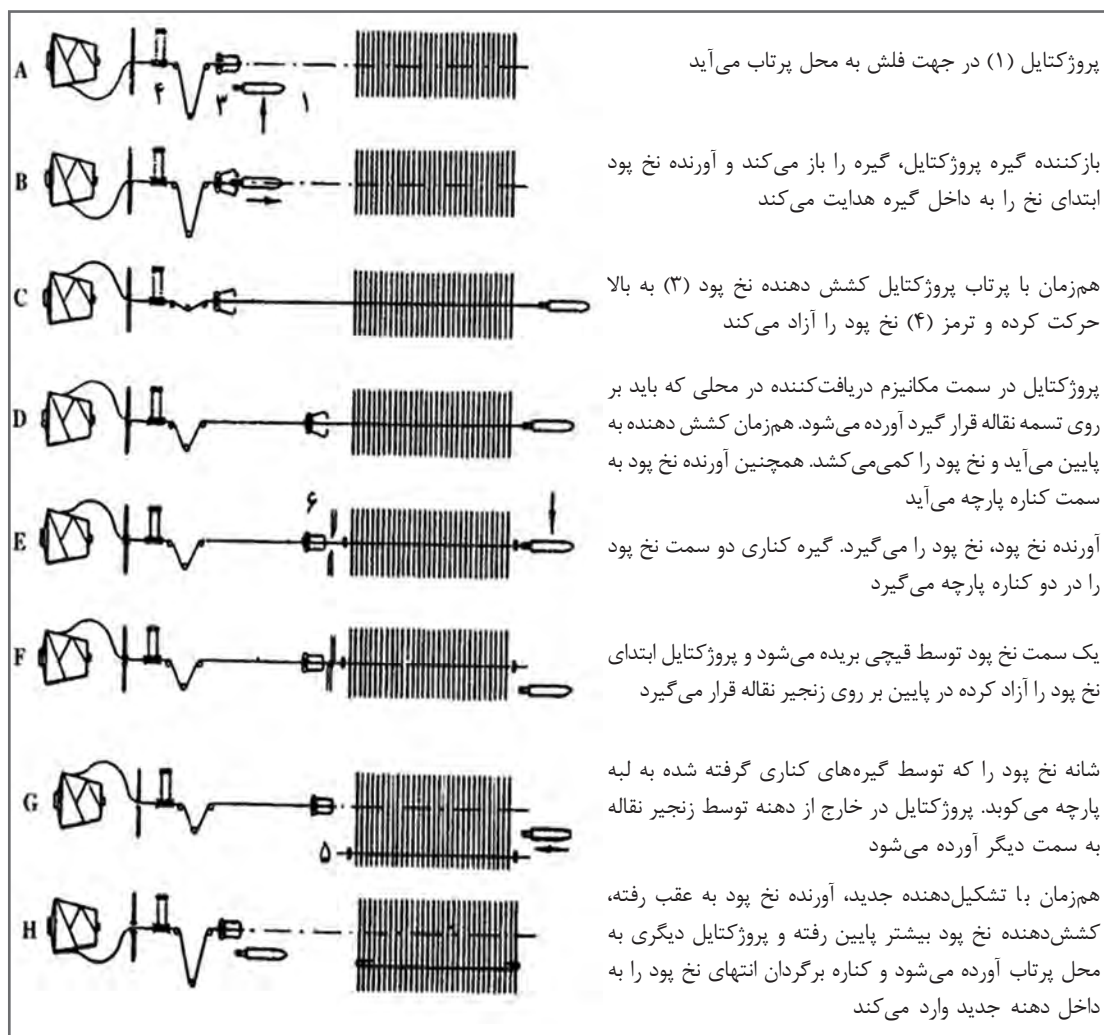 A
۴
۳
۱
پروژکتایل (۱) در جهت فلش به محل پرتاب می‌آید
B
بازکننده گیره پروژکتایل، گیره را باز می‌کند و آورنده نخ پود
ابتدای نخ را به داخل گیره هدایت می‌کند
C
هم‌زمان با پرتاب پروژکتایل کشش دهنده نخ پود (۳) به بالا
حرکت کرده و ترمز (۴) نخ پود را آزاد می‌کند
D
پروژکتایل در سمت مکانیزم دریافت‌کننده در محلی که باید بر
روی تسمه نقاله قرار گیرد آورده می‌شود. هم‌زمان کشش دهنده به
پایین می‌آید و نخ پود را کمی‌می‌کشد. همچنین آورنده نخ پود به
سمت کناره پارچه می‌آید
E
۶
آورنده نخ پود، نخ پود را می‌گیرد. گیره کناری دو سمت نخ پود
را در دو کناره پارچه می‌گیرد
F
یک سمت نخ پود توسط قیچی بریده می‌شود و پروژکتایل ابتدای
نخ پود را آزاد کرده در پایین بر روی زنجیر نقاله قرار می‌گیرد
G
۵
شانه نخ پود را که توسط گیره‌های کناری گرفته شده به لبه
پارچه می‌کوبد. پروژکتایل در خارج از دهنه توسط زنجیر نقاله
به سمت دیگر آورده می‌شود
H
هم‌زمان با تشکیل‌دهنده جدید، آورنده نخ پود به عقب رفته،
کشش‌دهنده نخ پود بیشتر پایین رفته و پروژکتایل دیگری به
محل پرتاب آورده می‌شود و کناره برگردان انتهای نخ پود را به
داخل دهنه جدید وارد می‌کند